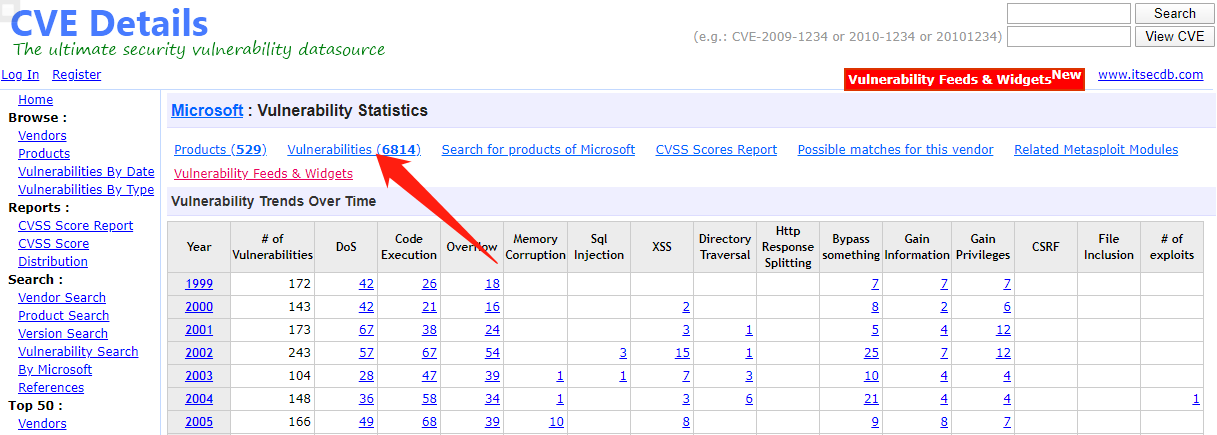 CVE Details
The ultimate security vulnerability datasource
Search
(e.g.: CVE-2009-1234 or 2010-1234 or 20101234) View CVE
Log In Register
Vulnerability Feeds & Widgets New www.itsecdb.com
Home
Browse :
Vendors
Products
Vulnerabilities By Date
Vulnerabilities By Type
Reports :
CVSS Score Report
CVSS Score
Distribution
Search :
Vendor Search
Product Search
Version Search
Vulnerability Search
By Microsoft
References
Top 50 :
Vendors
Microsoft : Vulnerability Statistics
Products (529) Vulnerabilities (6814) Search for products of Microsoft CVSS Scores Report Possible matches for this vendor Related Metasploit Modules
Vulnerability Feeds & Widgets
Vulnerability Trends Over Time
Year # of Vulnerabilities DoS Code Execution Overflow Memory Corruption Sql Injection XSS Directory Traversal Http Response Splitting Bypass something Gain Information Gain Privileges CSRF File Inclusion # of exploits
1999 172 42 26 18 7 7 7
2000 143 42 21 16 2 8 2 6
2001 173 67 38 24 3 1 5 4 12
2002 243 57 67 54 3 15 1 25 7 12
2003 104 28 47 39 1 1 7 3 10 4 4
2004 148 36 58 34 1 3 6 21 4 4 1
2005 166 49 68 39 10 8 9 8 7